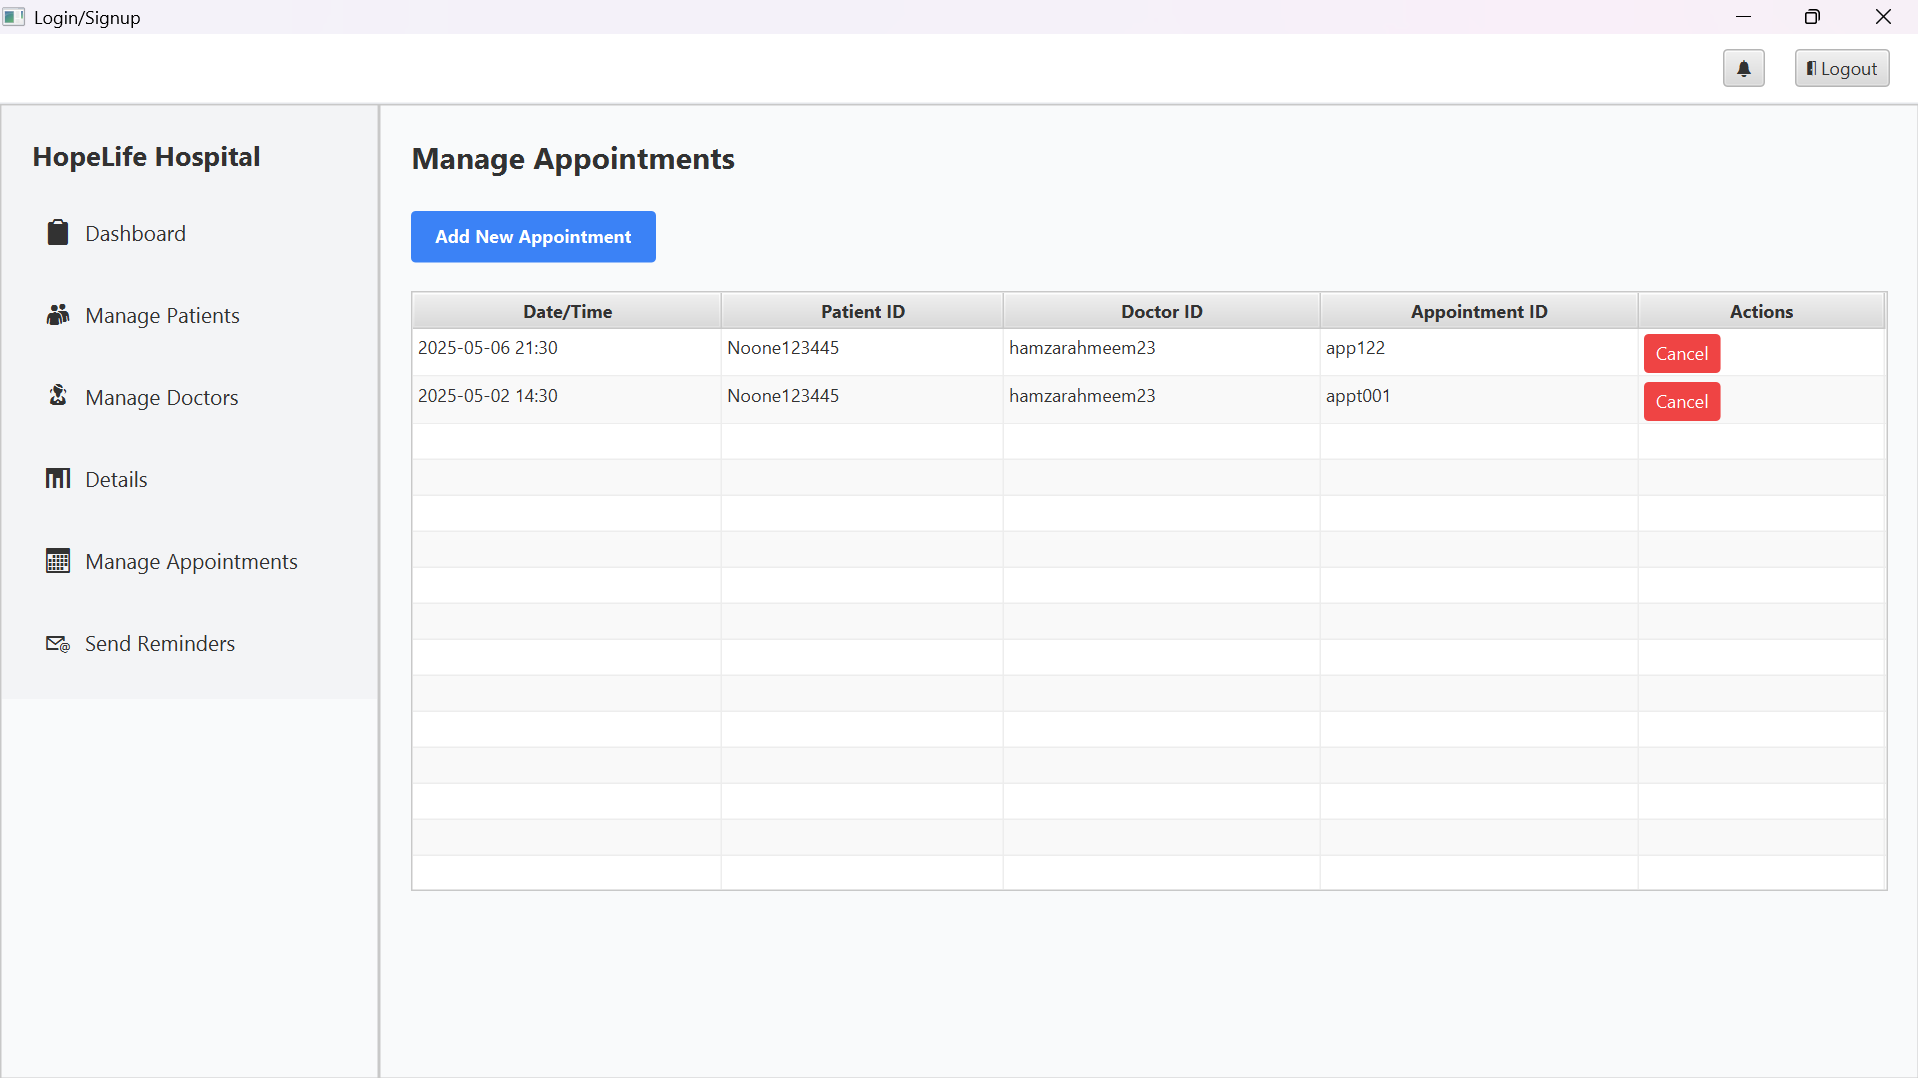 Login/Signup
Logout
HopeLife Hospital
Dashboard
Manage Patients
Manage Doctors
Details
Manage Appointments
Send Reminders
Manage Appointments
Add New Appointment
Date/Time Patient ID Doctor ID Appointment ID Actions
2025-05-06 21:30 Noone123445 hamzarahmeem23 app122 Cancel
2025-05-02 14:30 Noone123445 hamzarahmeem23 appt001 Cancel